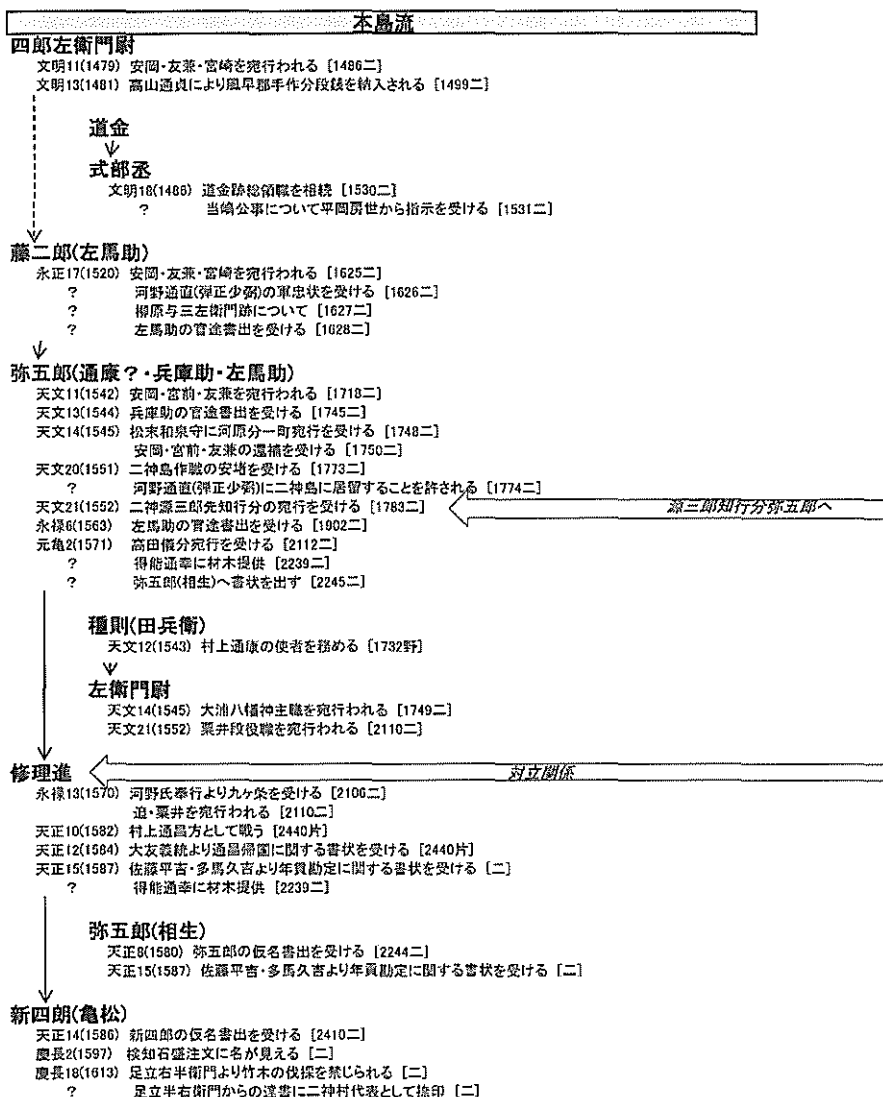 本島流
四郎左衛門尉
文明11(1479) 安岡・友兼・宮崎を宛行われる [1486二]
文明13(1481) 高山通貞により風早郡手作分段銭を納入される [1499二]
道金
式部丞
文明18(1486) 道金跡総領職を相続 [1530二]
? 当嶋公事について平岡房世から指示を受ける [1531二]
藤二郎(左馬助)
永正17(1520) 安岡・友兼・宮崎を宛行われる [1625二]
? 河野通直(弾正少弼)の軍忠状を受ける [1626二]
? 柳原与三左衛門跡について [1627二]
? 左馬助の官途書出を受ける [1628二]
弥五郎(通康?・兵庫助・左馬助)
天文11(1542) 安岡・宮前・友兼を宛行われる [1718二]
天文13(1544) 兵庫助の官途書出を受ける [1745二]
天文14(1545) 松末和泉守に河原分一町宛行を受ける [1748二]
安岡・宮前・友兼の還補を受ける [1750二]
天文20(1551) 二神島作職の安堵を受ける [1773二]
? 河野通直(弾正少弼)に二神島に居留することを許される [1774二]
天文21(1552) 二神源三郎先知行分の宛行を受ける [1783二]
源三郎知行分弥五郎へ
永禄6(1563) 左馬助の官途書出を受ける [1902二]
元亀2(1571) 高田儀分宛行を受ける [2112二]
? 得能通幸に材木提供 [2239二]
? 弥五郎(相生)へ書状を出す [2245二]
種則(田兵衛)
天文12(1543) 村上通康の使者を務める [1732野]
左衛門尉
天文14(1545) 大浦八幡神主職を宛行われる [1749二]
天文21(1552) 粟井段役職を宛行われる [2110二]
修理進
対立関係
永禄13(1570) 河野氏奉行より九ヶ条を受ける [2106二]
迫・粟井を宛行われる [2110二]
天正10(1582) 村上通昌方として戦う [2440片]
天正12(1584) 大友義統より通昌帰国に関する書状を受ける [2440片]
天正15(1587) 佐藤平吉・多馬久吉より年貢勘定に関する書状を受ける [二]
? 得能通幸に材木提供 [2239二]
弥五郎(相生)
天正8(1580) 弥五郎の仮名書出を受ける [2244二]
天正15(1587) 佐藤平吉・多馬久吉より年貢勘定に関する書状を受ける [二]
新四朗(亀松)
天正14(1586) 新四郎の仮名書出を受ける [2410二]
慶長2(1597) 検知石盛注文に名が見える [二]
慶長18(1613) 足立右半衛門より竹木の伐採を禁じられる [二]
? 足立半右衛門からの達書に二神村代表として捺印 [二]